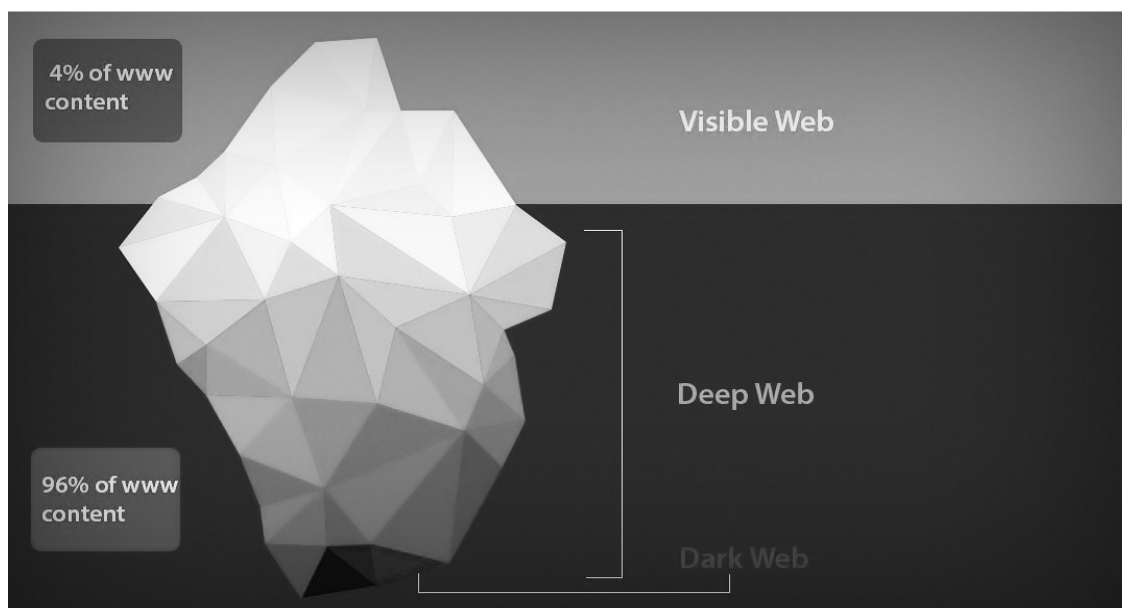 4% of www
content
Visible Web
Deep Web
96% of www
content
Dark Web